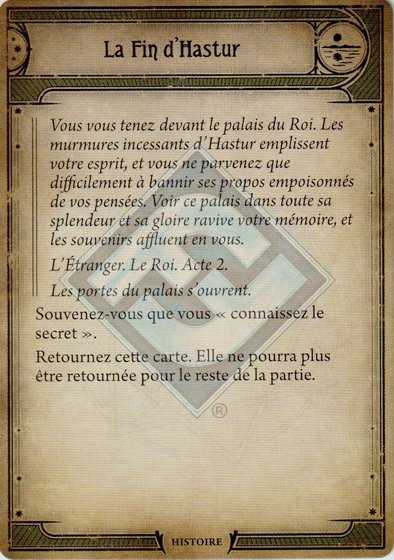 La Fin d'Hastur
Vous vous tenez devant le palais du Roi. Les
murmures incessants d'Hastur emplissent
votre esprit, et vous ne parvenez que
difficilement à bannir ses propos empoisonnés
de vos pensées. Voir ce palais dans toute sa
splendeur et sa gloire ravive votre mémoire, et
les souvenirs affluent en vous.
L'Étranger. Le Roi. Acte 2.
Les portes du palais s'ouvrent.
Souvenez-vous que vous « connaissez le
secret ».
Retournez cette carte. Elle ne pourra plus
être retournée pour le reste de la partie.
®
HISTOIRE